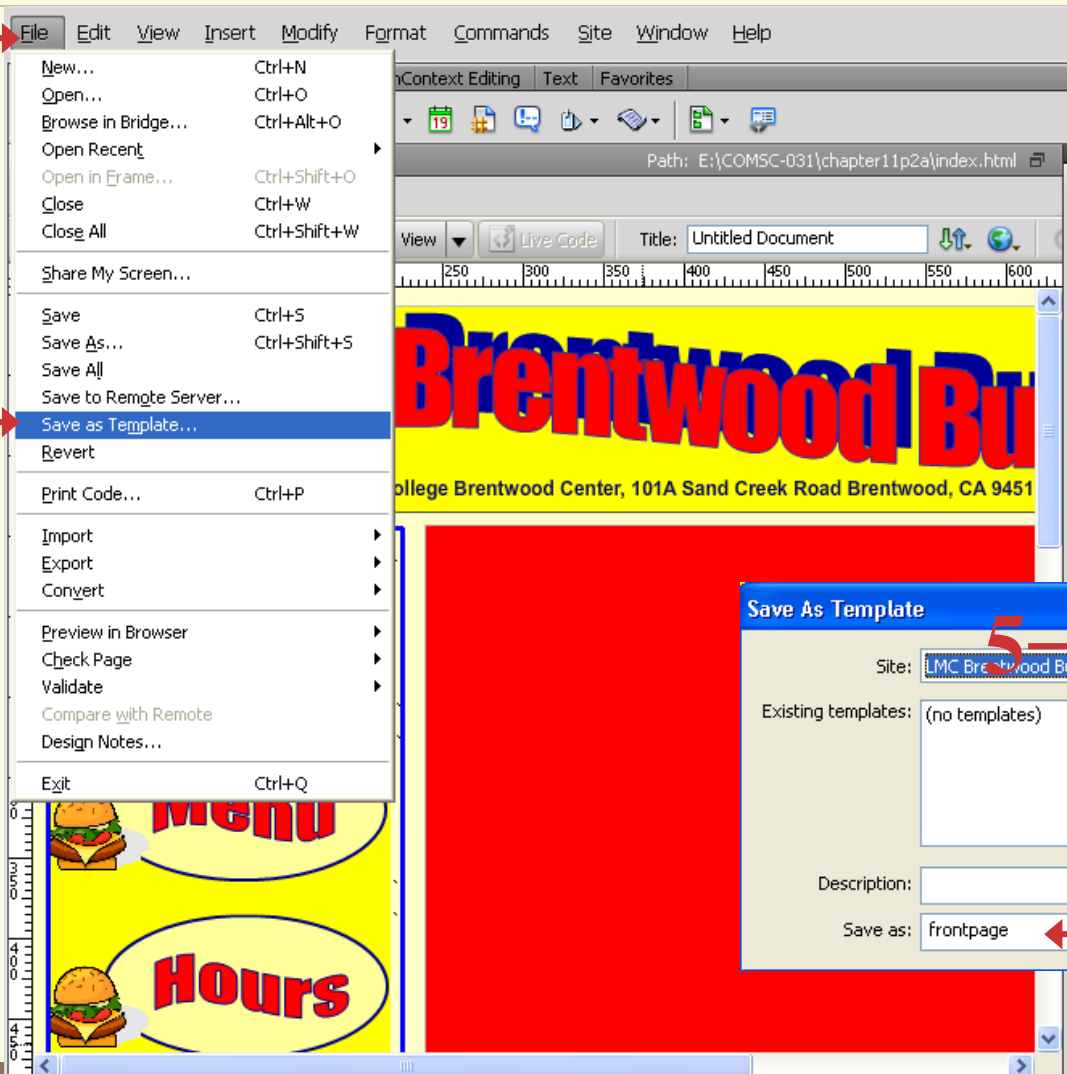 File Edit View Insert Modify Format Commands Site Window Help
New... Ctrl+N
Open... Ctrl+O
Browse in Bridge... Ctrl+Alt+O
Open Recent
Open in Frame... Ctrl+Shift+O
Close Ctrl+W
Close All Ctrl+Shift+W
Share My Screen...
Save Ctrl+S
Save As... Ctrl+Shift+S
Save All
Save to Remote Server...
Save as Template...
Revert
Print Code... Ctrl+P
Import
Export
Convert
Preview in Browser
Check Page
Validate
Compare with Remote
Design Notes...
Exit Ctrl+Q
nContext Editing Text Favorites
19
Path: E:\COMSC-031\chapter11p2a\index.html
View Live Code Title: Untitled Document
250 300 350 400 450 500 550 600
Brentwood Bu
ollege Brentwood Center, 101A Sand Creek Road Brentwood, CA 9451
Menu
Hours
350
400
Save As Template
5
Site: LMC Brentwood Bu
Existing templates: (no templates)
Description:
Save as: frontpage